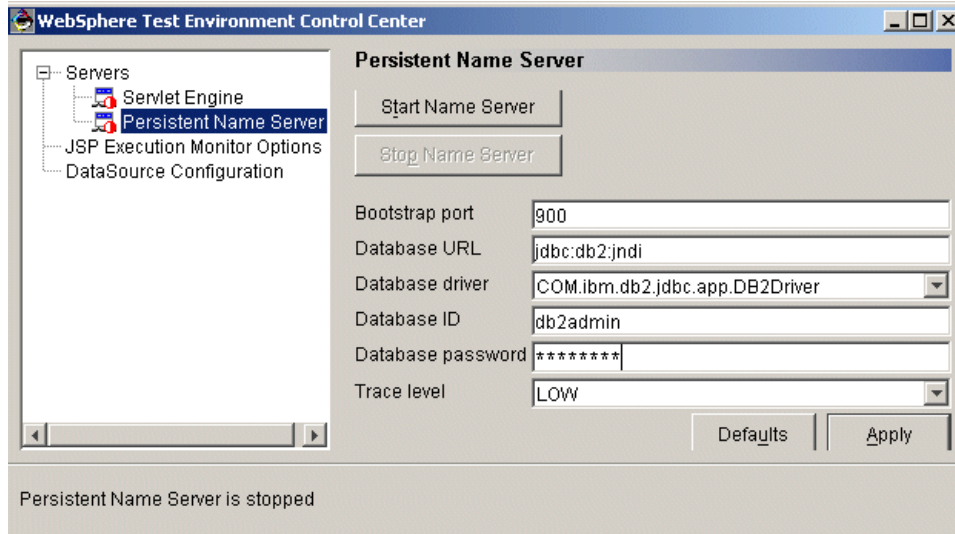 WebSphere Test Environment Control Center
Servers
Servlet Engine
Persistent Name Server
JSP Execution Monitor Options
DataSource Configuration
Persistent Name Server
Start Name Server
Stop Name Server
Bootstrap port 900
Database URL jdbc:db2:jndi
Database driver COM.ibm.db2.jdbc.app.DB2Driver
Database ID db2admin
Database password ********
Trace level LOW
Defaults Apply
Persistent Name Server is stopped